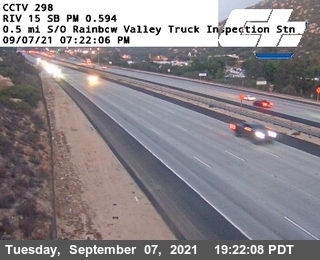 CCTV 298
RIV 15 SB PM 0.594
0.5 mi S/O Rainbcw Valley Truck Inspection Stn
09/07/21 07:22:06 PM
Tuesday, September 07, 2021 19:22:08 PDT